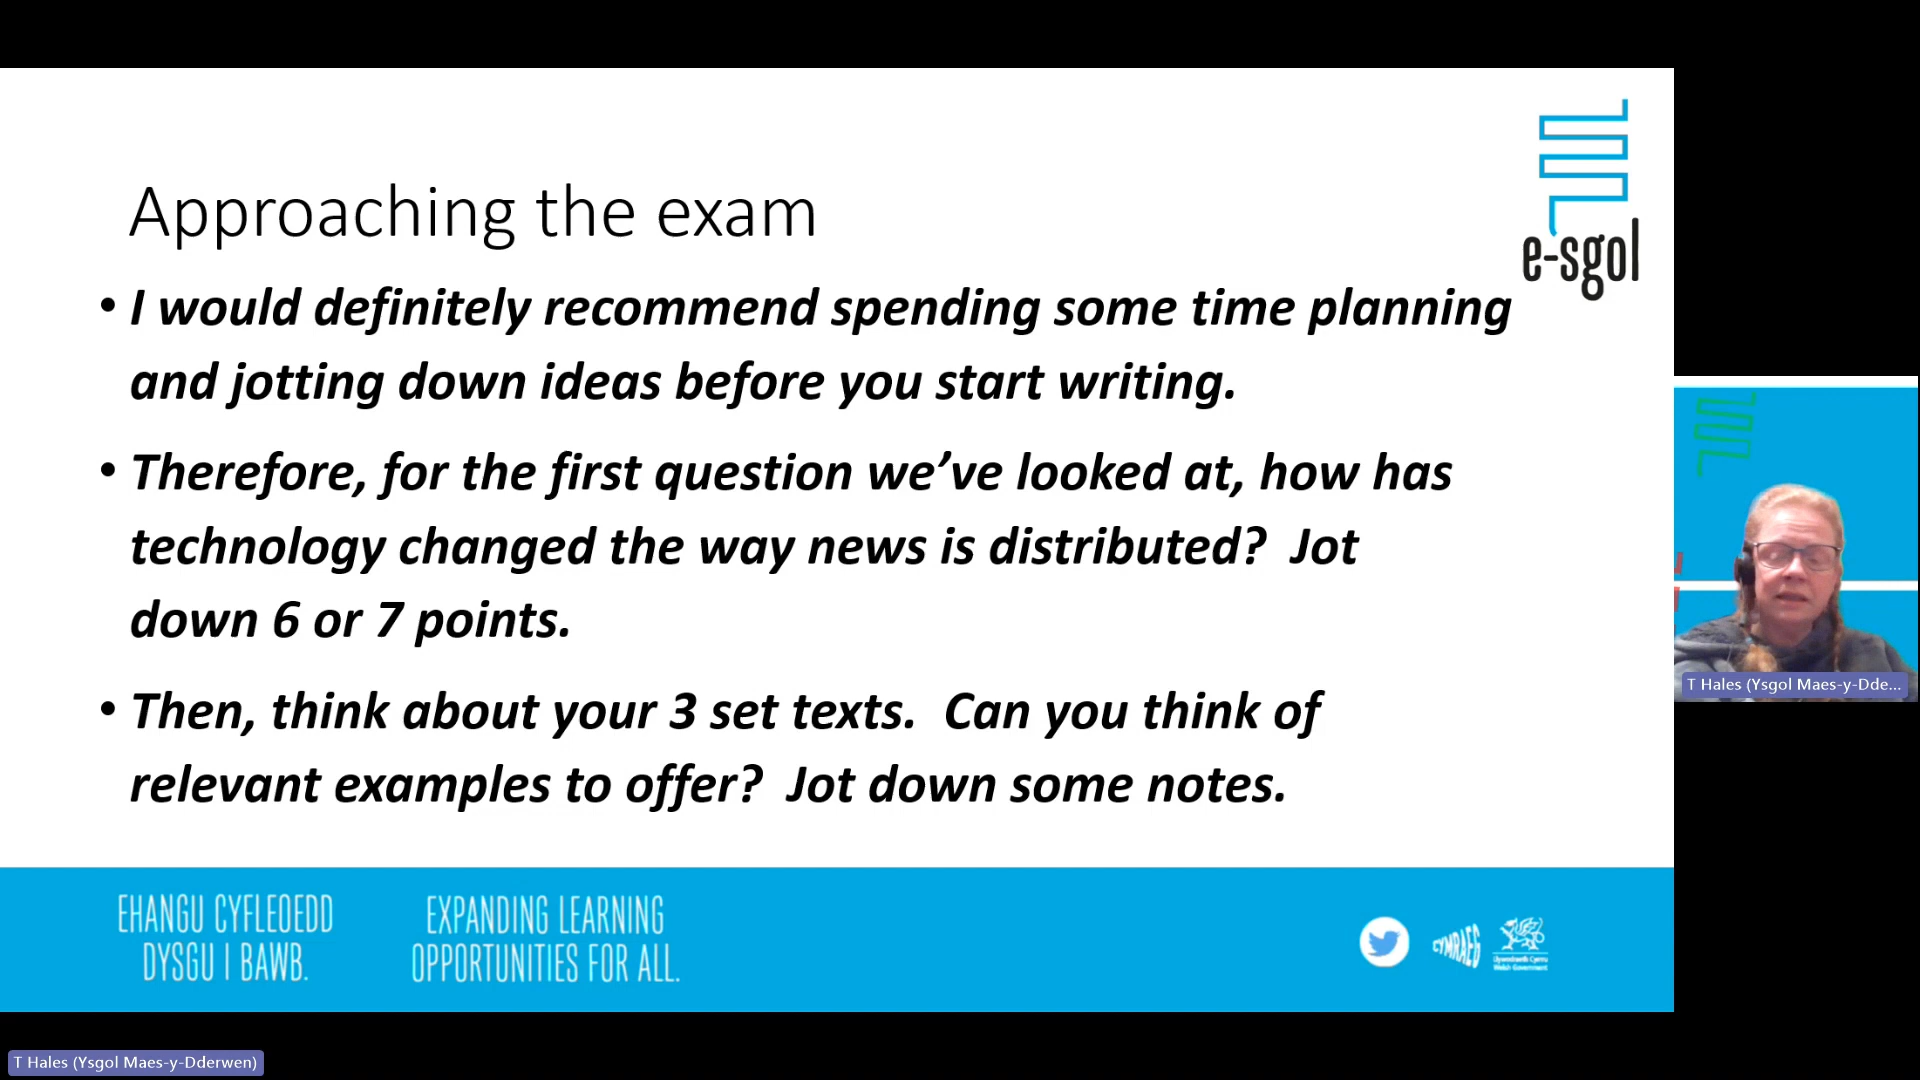 Approaching the exam
e-sgol
• I would definitely recommend spending some time planning
and jotting down ideas before you start writing.
• Therefore, for the first question we’ve looked at, how has
technology changed the way news is distributed?  Jot
down 6 or 7 points.
• Then, think about your 3 set texts.  Can you think of
relevant examples to offer?  Jot down some notes.
EHANGU CYFLEOEDD
DYSGU I BAWB.
EXPANDING LEARNING
OPPORTUNITIES FOR ALL.
CYMRAEG
Llywodraeth Cymru
Welsh Government
T Hales (Ysgol Maes-y-Dde...
T Hales (Ysgol Maes-y-Dderwen)